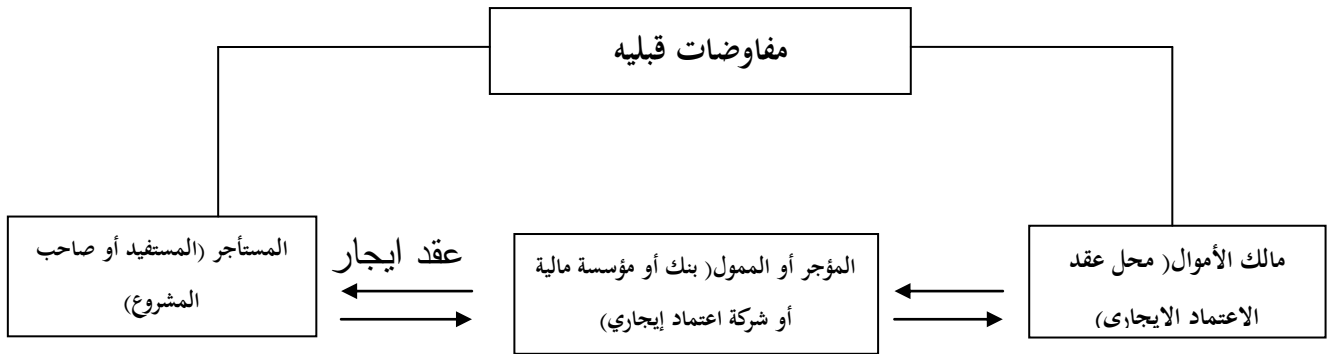 مفاوضات قبليه
مالك الأموال( محل عقد
الاعتماد الايجارى)
المؤجر أو الممول( بنك أو مؤسسة مالية
أو شركة اعتماد إيجاري)
عقد ايجار
المستأجر (المستفيد أو صاحب
المشروع)